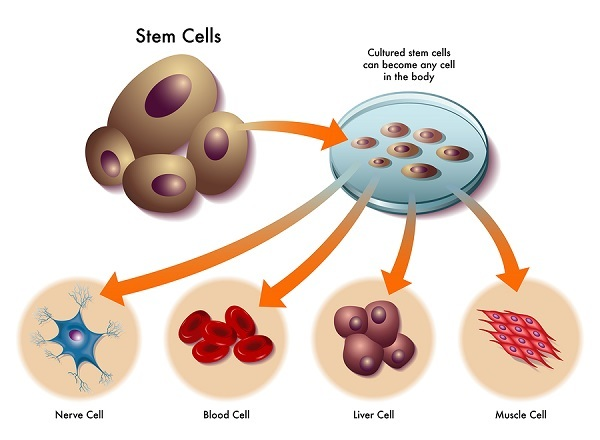 Stem Cells
Cultured stem cells
can become any cell
in the body
Nerve Cell
Blood Cell
Liver Cell
Muscle Cell